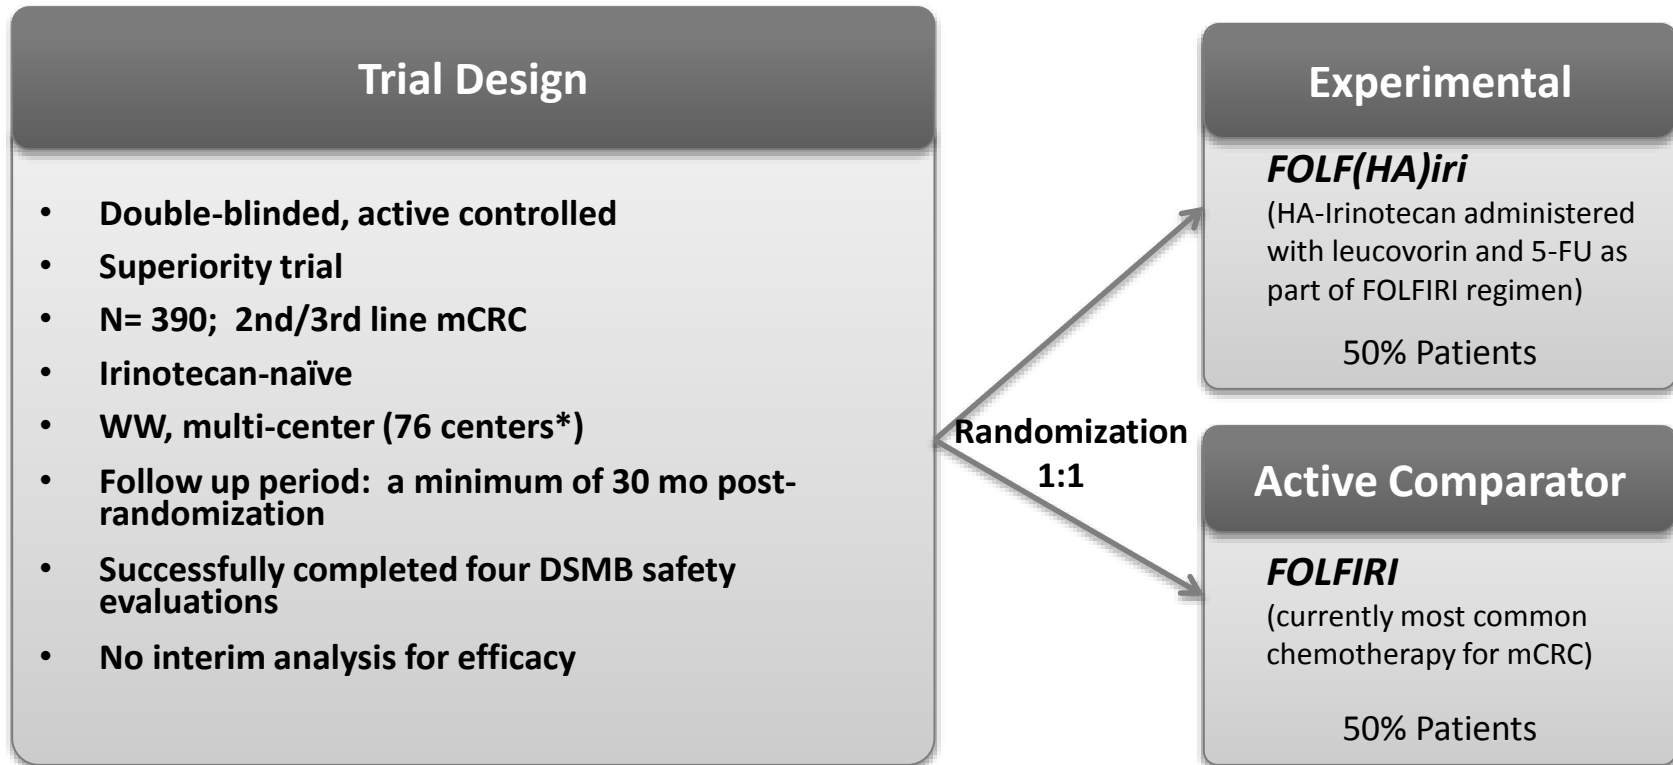 Trial Design
• Double-blinded, active controlled
• Superiority trial
• N= 390;  2nd/3rd line mCRC
• Irinotecan-naïve
• WW, multi-center (76 centers*)
• Follow up period:  a minimum of 30 mo post-
randomization
• Successfully completed four DSMB safety
evaluations
• No interim analysis for efficacy
Randomization
1:1
Experimental
FOLF(HA)iri
(HA-Irinotecan administered
with leucovorin and 5-FU as
part of FOLFIRI regimen)
50% Patients
Active Comparator
FOLFIRI
(currently most common
chemotherapy for mCRC)
50% Patients